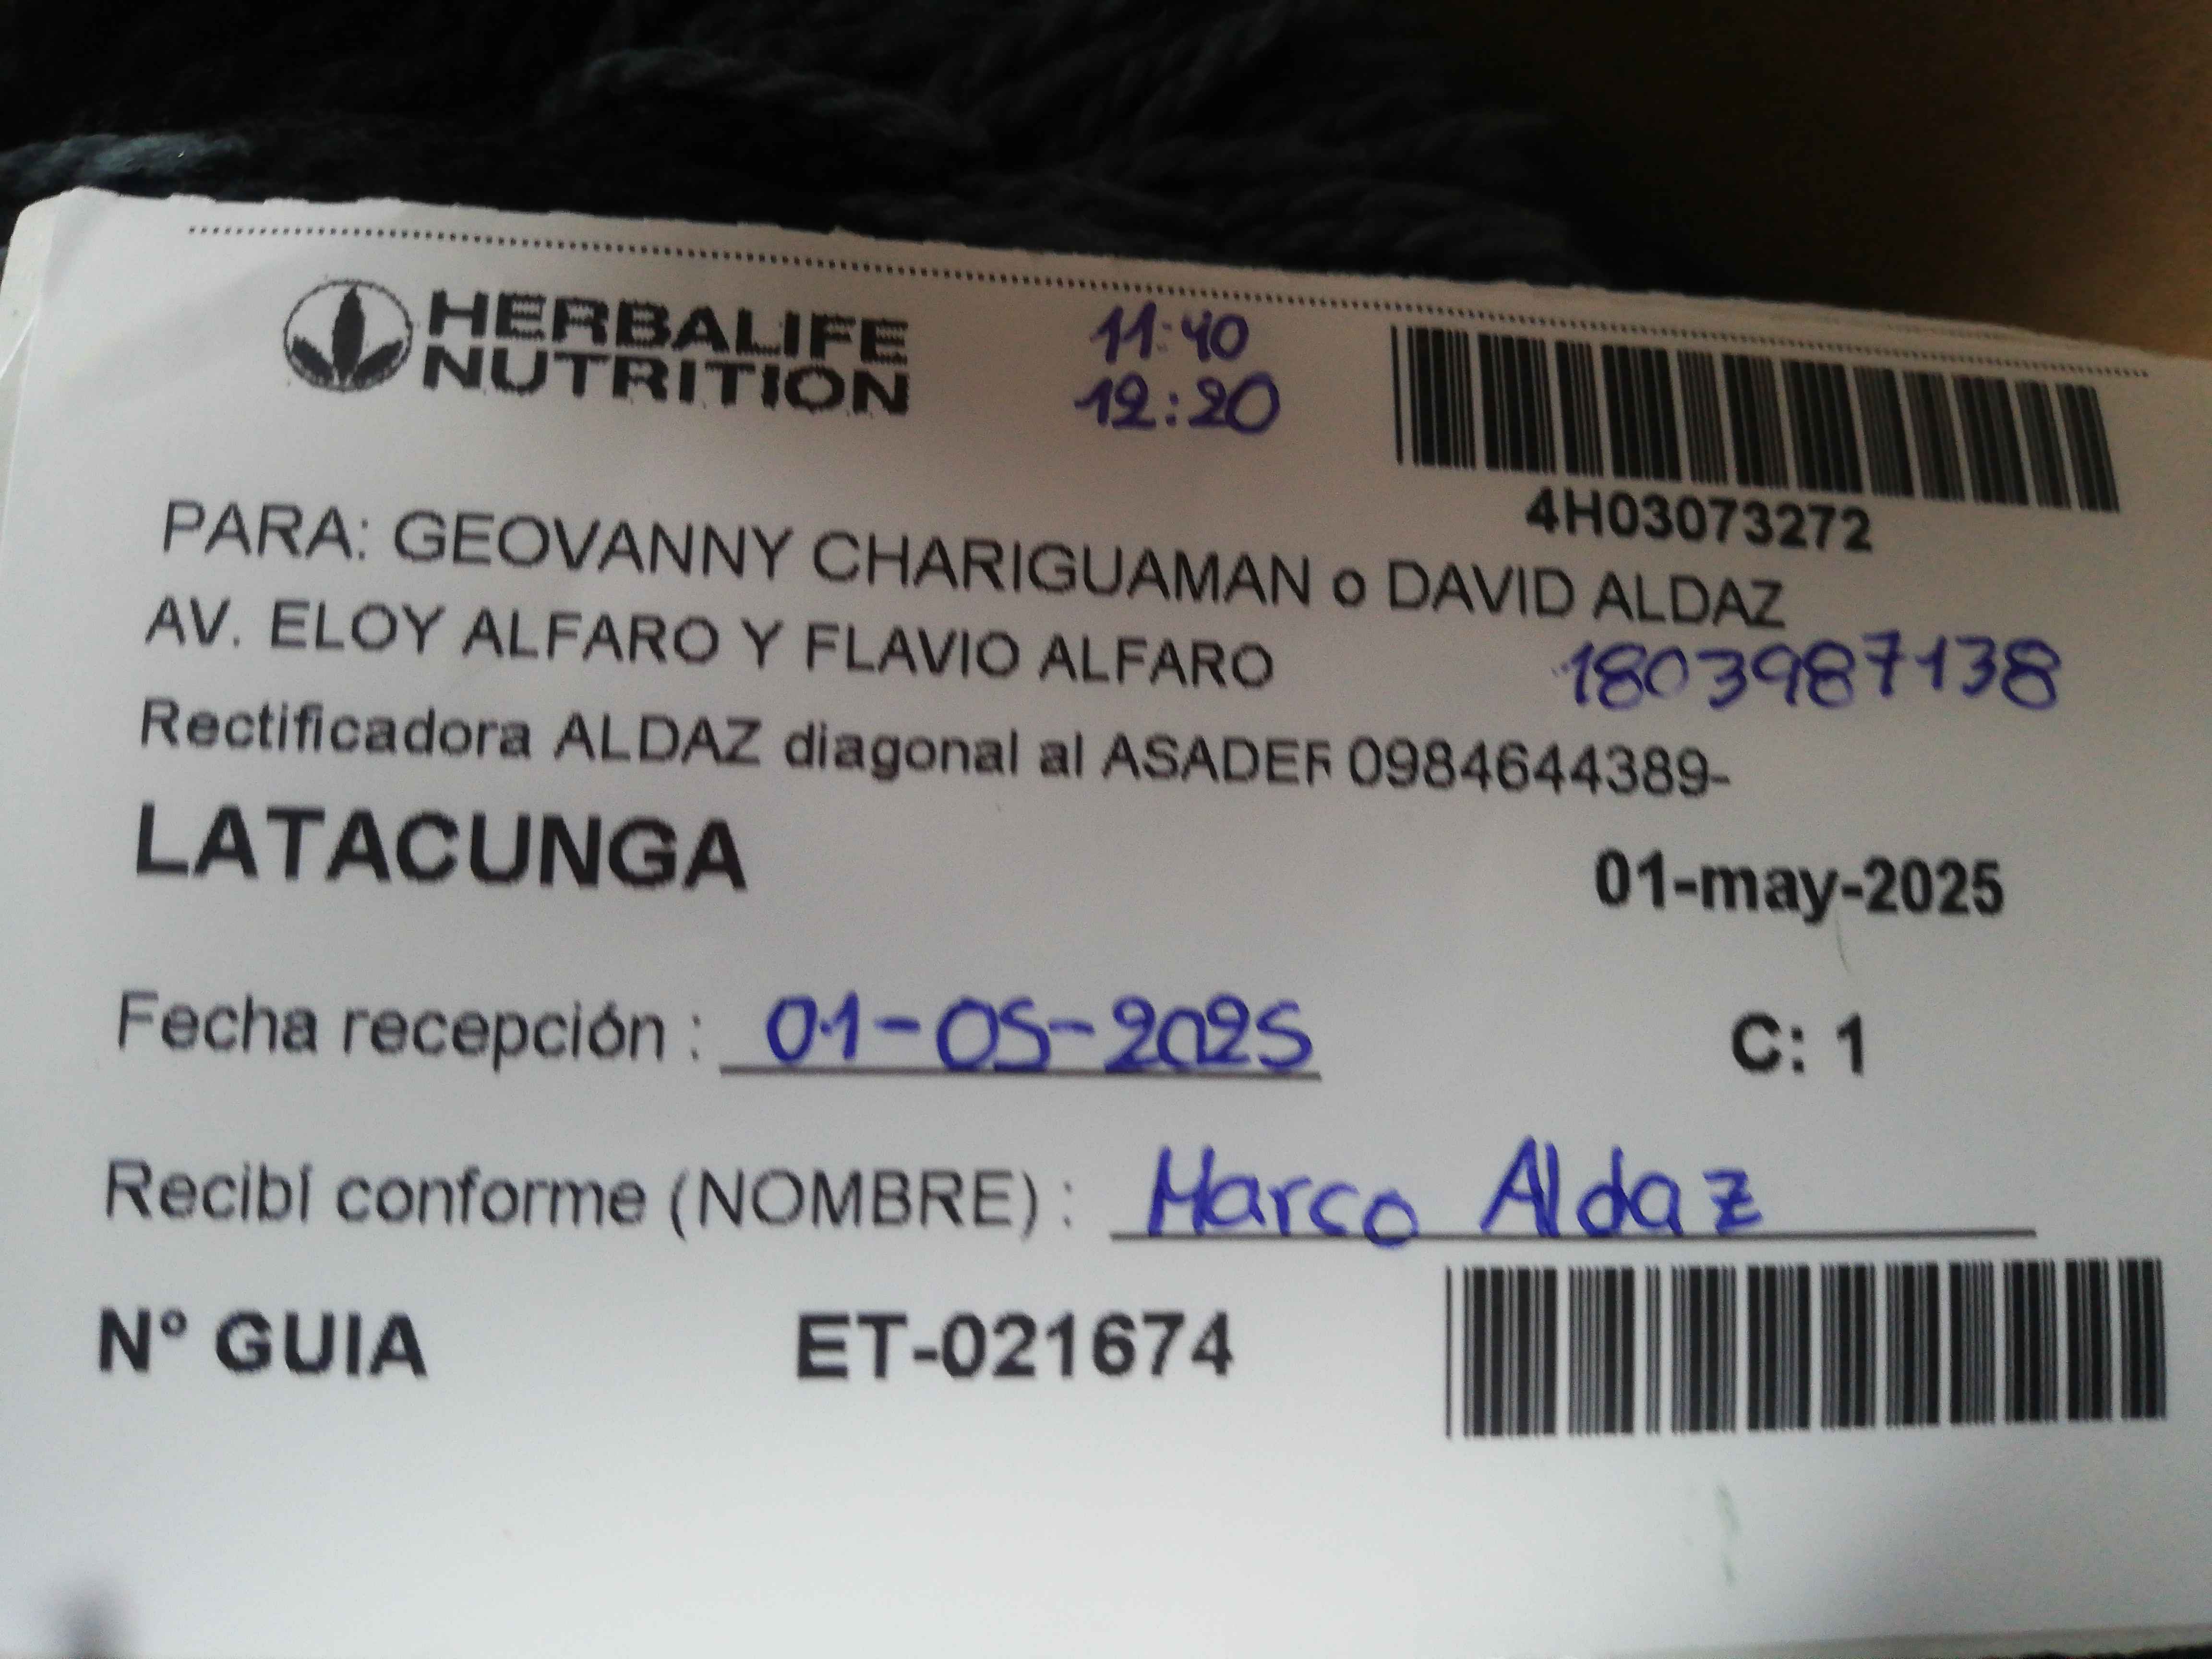 HERBALIFE
NUTRITION
11:40
12:20
4H03073272
PARA: GEOVANNY CHARIGUAMAN o DAVID ALDAZ
AV. ELOY ALFARO Y FLAVIO ALFARO
1803987138
Rectificadora ALDAZ diagonal al ASADER 0984644389-
LATACUNGA
01-may-2025
Fecha recepción : 01-05-2025
C: 1
Recibí conforme (NOMBRE) : Marco Aldaz
N° GUIA ET-021674